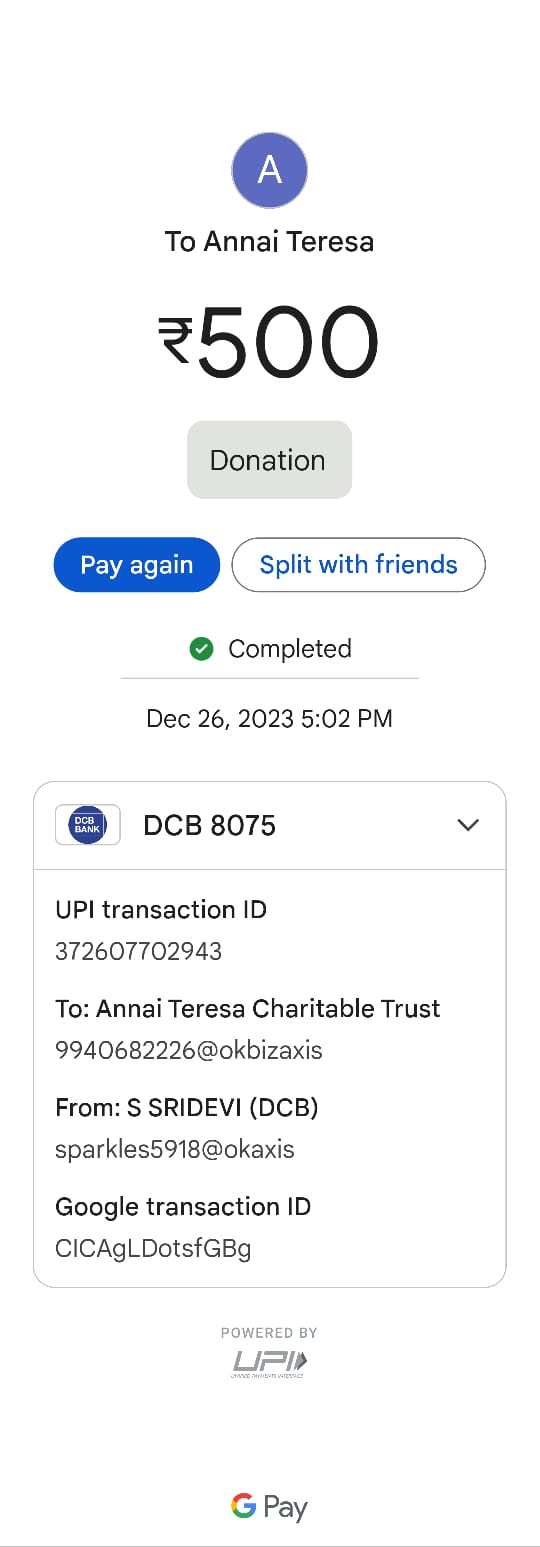 A
To Annai Teresa
₹500
Donation
Pay again
Split with friends
Completed
Dec 26, 2023 5:02 PM
DCB BANK
DCB 8075
UPI transaction ID
372607702943
To: Annai Teresa Charitable Trust
9940682226@okbizaxis
From: S SRIDEVI (DCB)
sparkles5918@okaxis
Google transaction ID
CICAgLDotsfGBg
POWERED BY
UPI
UNIFIED PAYMENTS INTERFACE
G Pay